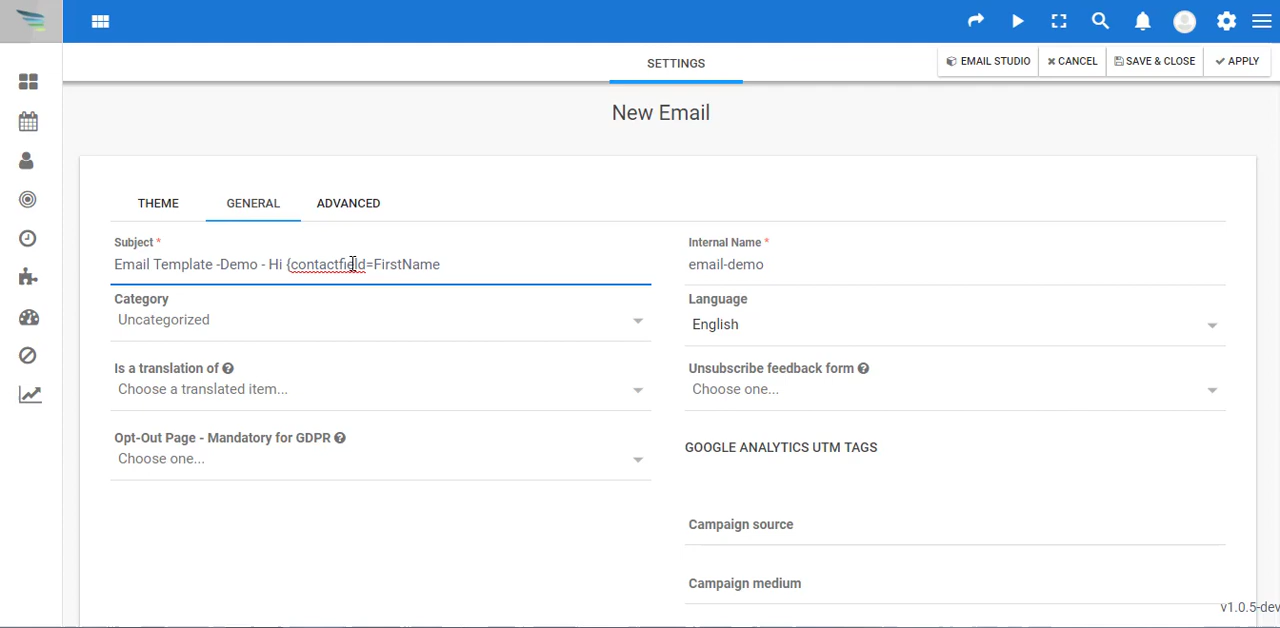 SETTINGS
EMAIL STUDIO
CANCEL
SAVE & CLOSE
APPLY
New Email
THEME
GENERAL
ADVANCED
Subject *
Email Template -Demo - Hi {contactfield=FirstName
Internal Name *
email-demo
Category
Uncategorized
Language
English
Is a translation of
Choose a translated item...
Unsubscribe feedback form
Choose one...
Opt-Out Page - Mandatory for GDPR
Choose one...
GOOGLE ANALYTICS UTM TAGS
Campaign source
Campaign medium
v1.0.5-dev